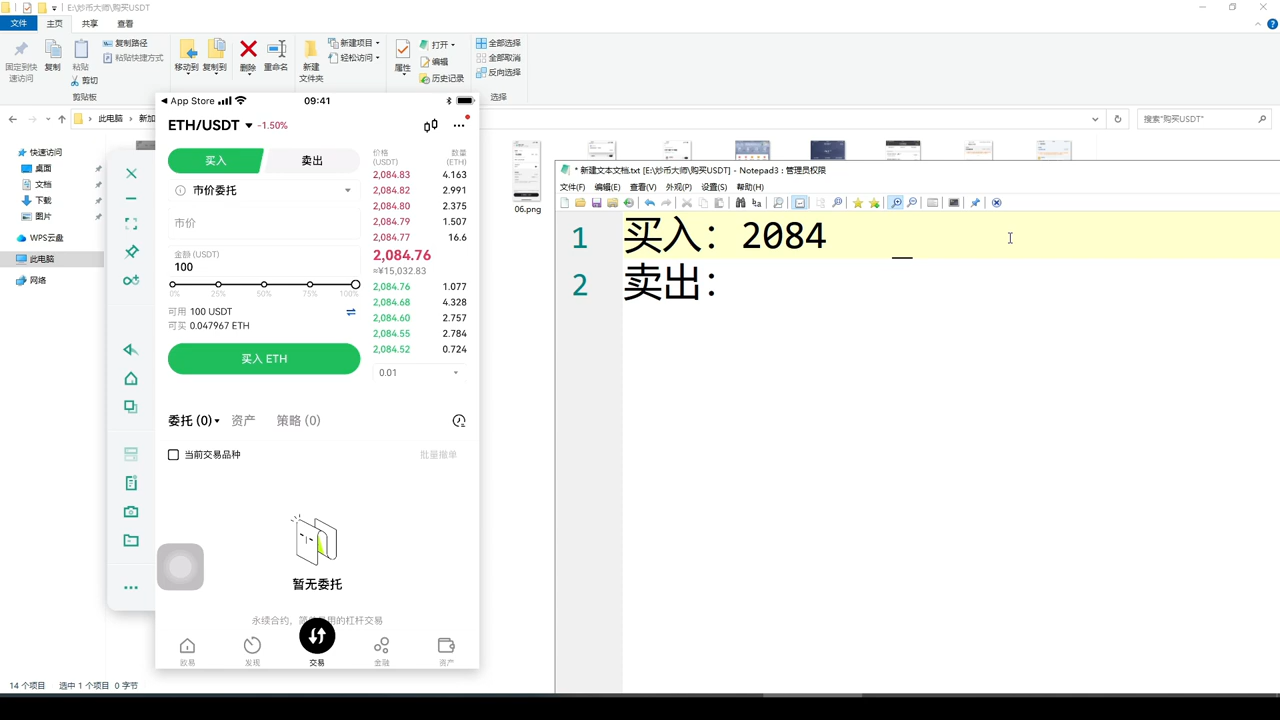 E:\炒币大师\购买USDT
文件 主页 共享 查看
固定到快速访问
复制
粘贴
复制路径
粘贴快捷方式
剪切
剪贴板
移动到
复制到
删除
重命名
新建文件夹
新建项目
轻松访问
属性
打开
编辑
历史记录
全部选择
全部取消
反向选择
选择
此电脑
搜索"购买USDT"
快速访问
桌面
文档
下载
图片
WPS云盘
此电脑
网络
14 个项目 选中 1 个项目 0 字节
06.png
App Store
09:41
ETH/USDT -1.50%
买入 卖出
市价委托
市价
金额 (USDT)
100
0% 25% 50% 75% 100%
可用 100 USDT
可买 0.047967 ETH
买入 ETH
价格 (USDT) 数量 (ETH)
2,084.83 4.163
2,084.82 2.991
2,084.80 2.375
2,084.79 1.507
2,084.77 16.6
2,084.76
≈¥15,032.83
2,084.76 1.077
2,084.68 4.328
2,084.60 2.757
2,084.55 2.784
2,084.52 0.724
0.01
委托 (0) 资产 策略 (0)
当前交易品种 批量撤单
暂无委托
发现 交易 金融 资产
* 新建文本文档.txt [E:\炒币大师\购买USDT] - Notepad3 : 管理员权限
文件(F) 编辑(E) 查看(V) 外观(P) 设置(S) 帮助(H)
1 买入：2084
2 卖出：